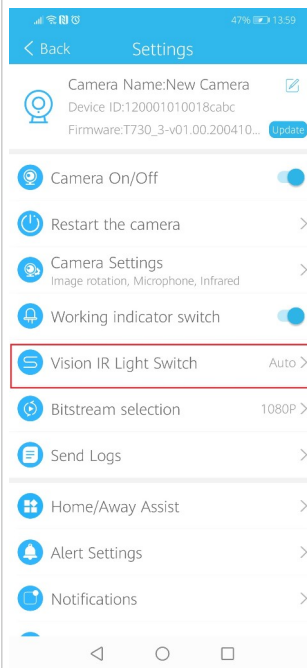 47% 13:59
Back Settings
Camera Name:New Camera
Device ID:120001010018cabc
Firmware:T730_3-v01.00.200410... Update
Camera On/Off
Restart the camera
Camera Settings
Image rotation, Microphone, Infrared
Working indicator switch
Vision IR Light Switch Auto
Bitstream selection 1080P
Send Logs
Home/Away Assist
Alert Settings
Notifications